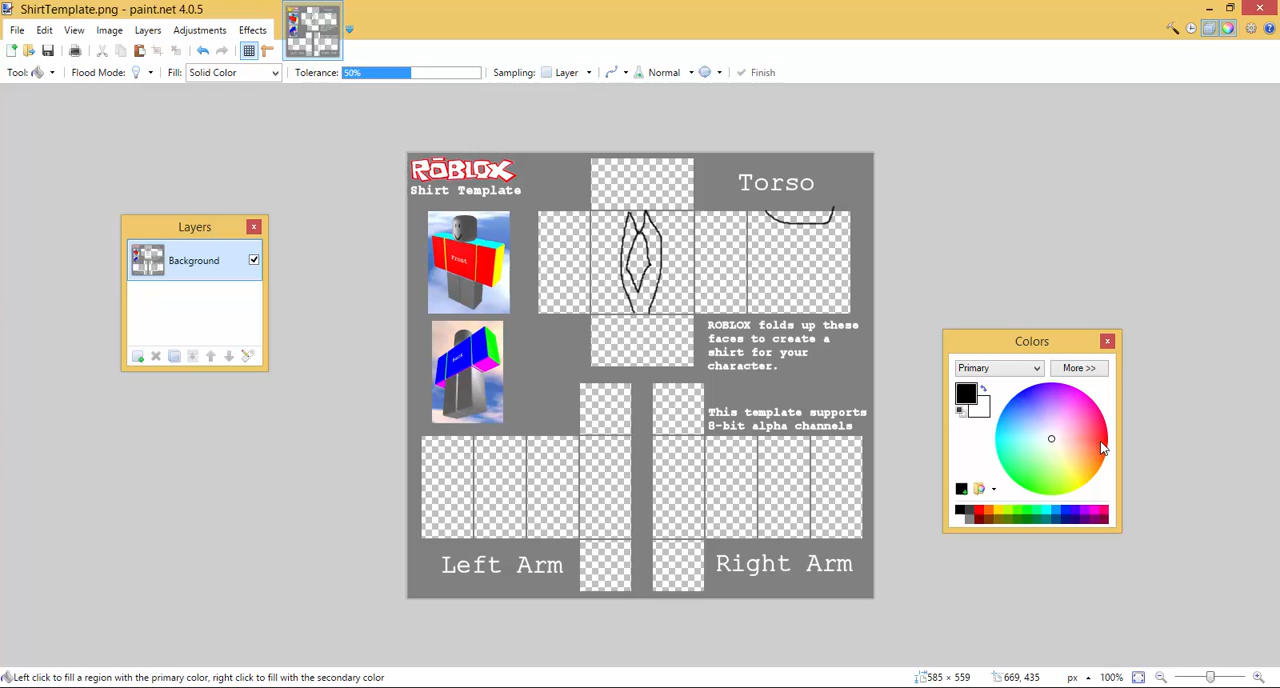 ShirtTemplate.png - paint.net 4.0.5
File Edit View Image Layers Adjustments Effects
Tool: Flood Mode: Fill: Solid Color Tolerance: 50% Sampling: Layer Normal Finish
Layers
Background
ROBLOX
Shirt Template
Torso
Front
Back
ROBLOX folds up these
faces to create a
shirt for your
character.
This template supports
8-bit alpha channels
Left Arm
Right Arm
Colors
Primary More >>
Left click to fill a region with the primary color, right click to fill with the secondary color
585 × 559 669, 435 px 100%